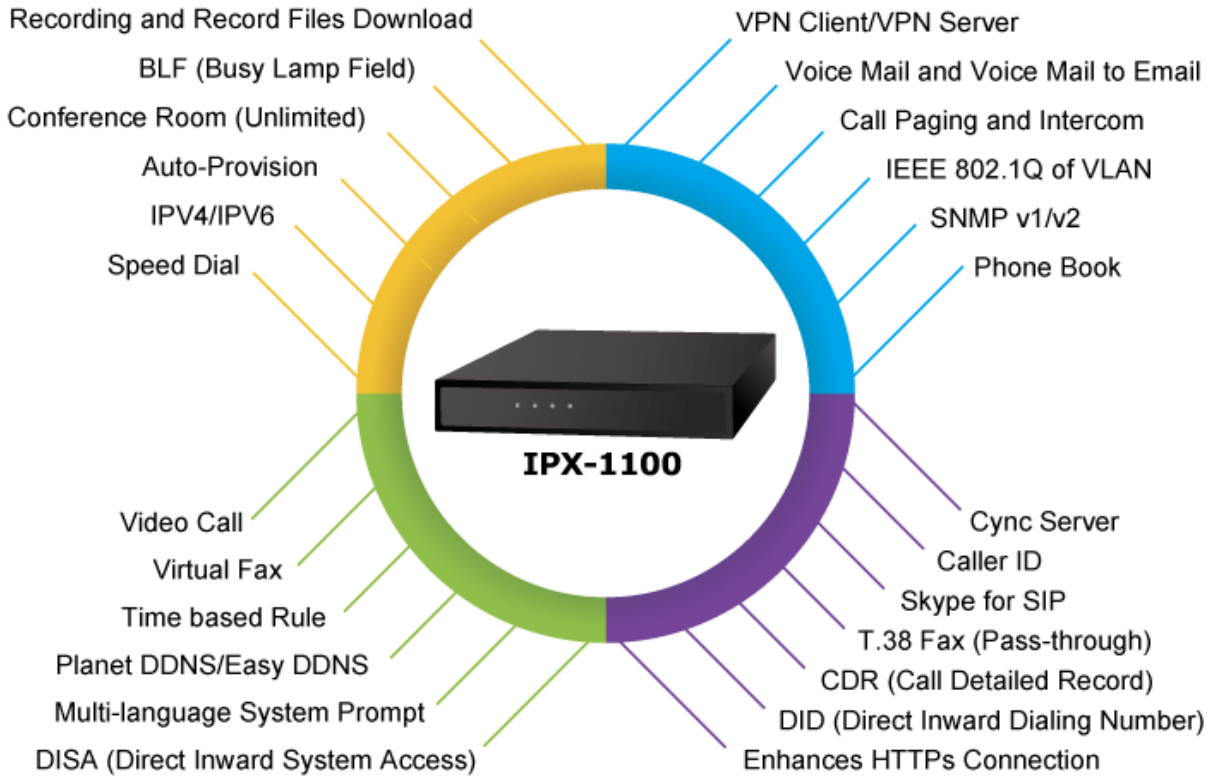 Recording and Record Files Download
BLF (Busy Lamp Field)
Conference Room (Unlimited)
Auto-Provision
IPV4/IPV6
Speed Dial
VPN Client/VPN Server
Voice Mail and Voice Mail to Email
Call Paging and Intercom
IEEE 802.1Q of VLAN
SNMP v1/v2
Phone Book
IPX-1100
Video Call
Virtual Fax
Time based Rule
Planet DDNS/Easy DDNS
Multi-language System Prompt
DISA (Direct Inward System Access)
Cync Server
Caller ID
Skype for SIP
T.38 Fax (Pass-through)
CDR (Call Detailed Record)
DID (Direct Inward Dialing Number)
Enhances HTTPs Connection